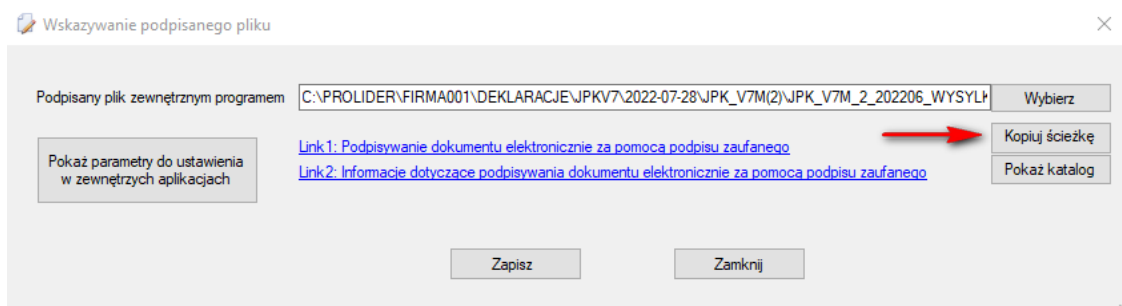 Wskazywanie podpisanego pliku
Podpisany plik zewnętrznym programem
C:\PROLIDER\FIRMA001\DEKLARACJE\JPKV7\2022-07-28\JPK_V7M(2)\JPK_V7M_2_202206_WYSYLK
Wybierz
Kopiuj ścieżkę
Pokaż parametry do ustawienia
w zewnętrzych aplikacjach
Link1: Podpisywanie dokumentu elektronicznie za pomocą podpisu zaufanego
Link2: Informacje dotyczące podpisywania dokumentu elektronicznie za pomocą podpisu zaufanego
Pokaż katalog
Zapisz
Zamknij